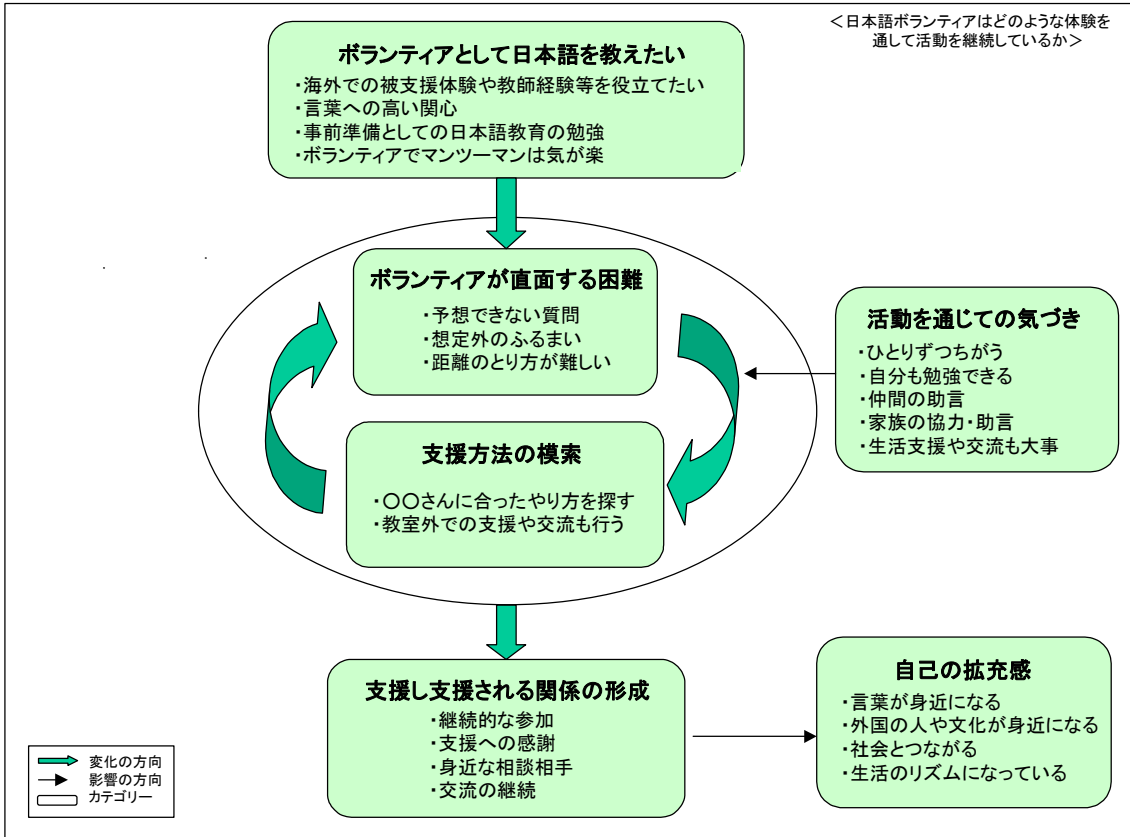 ＜日本語ボランティアはどのような体験を
通して活動を継続しているか＞
ボランティアとして日本語を教えたい
・海外での被支援体験や教師経験等を役立てたい
・言葉への高い関心
・事前準備としての日本語教育の勉強
・ボランティアでマンツーマンは気が楽
ボランティアが直面する困難
・予想できない質問
・想定外のふるまい
・距離のとり方が難しい
活動を通じての気づき
・ひとりずつちがう
・自分も勉強できる
・仲間の助言
・家族の協力・助言
・生活支援や交流も大事
支援方法の模索
・〇〇さんに合ったやり方を探す
・教室外での支援や交流も行う
支援し支援される関係の形成
・継続的な参加
・支援への感謝
・身近な相談相手
・交流の継続
自己の拡充感
・言葉が身近になる
・外国の人や文化が身近になる
・社会とつながる
・生活のリズムになっている
変化の方向
影響の方向
カテゴリー